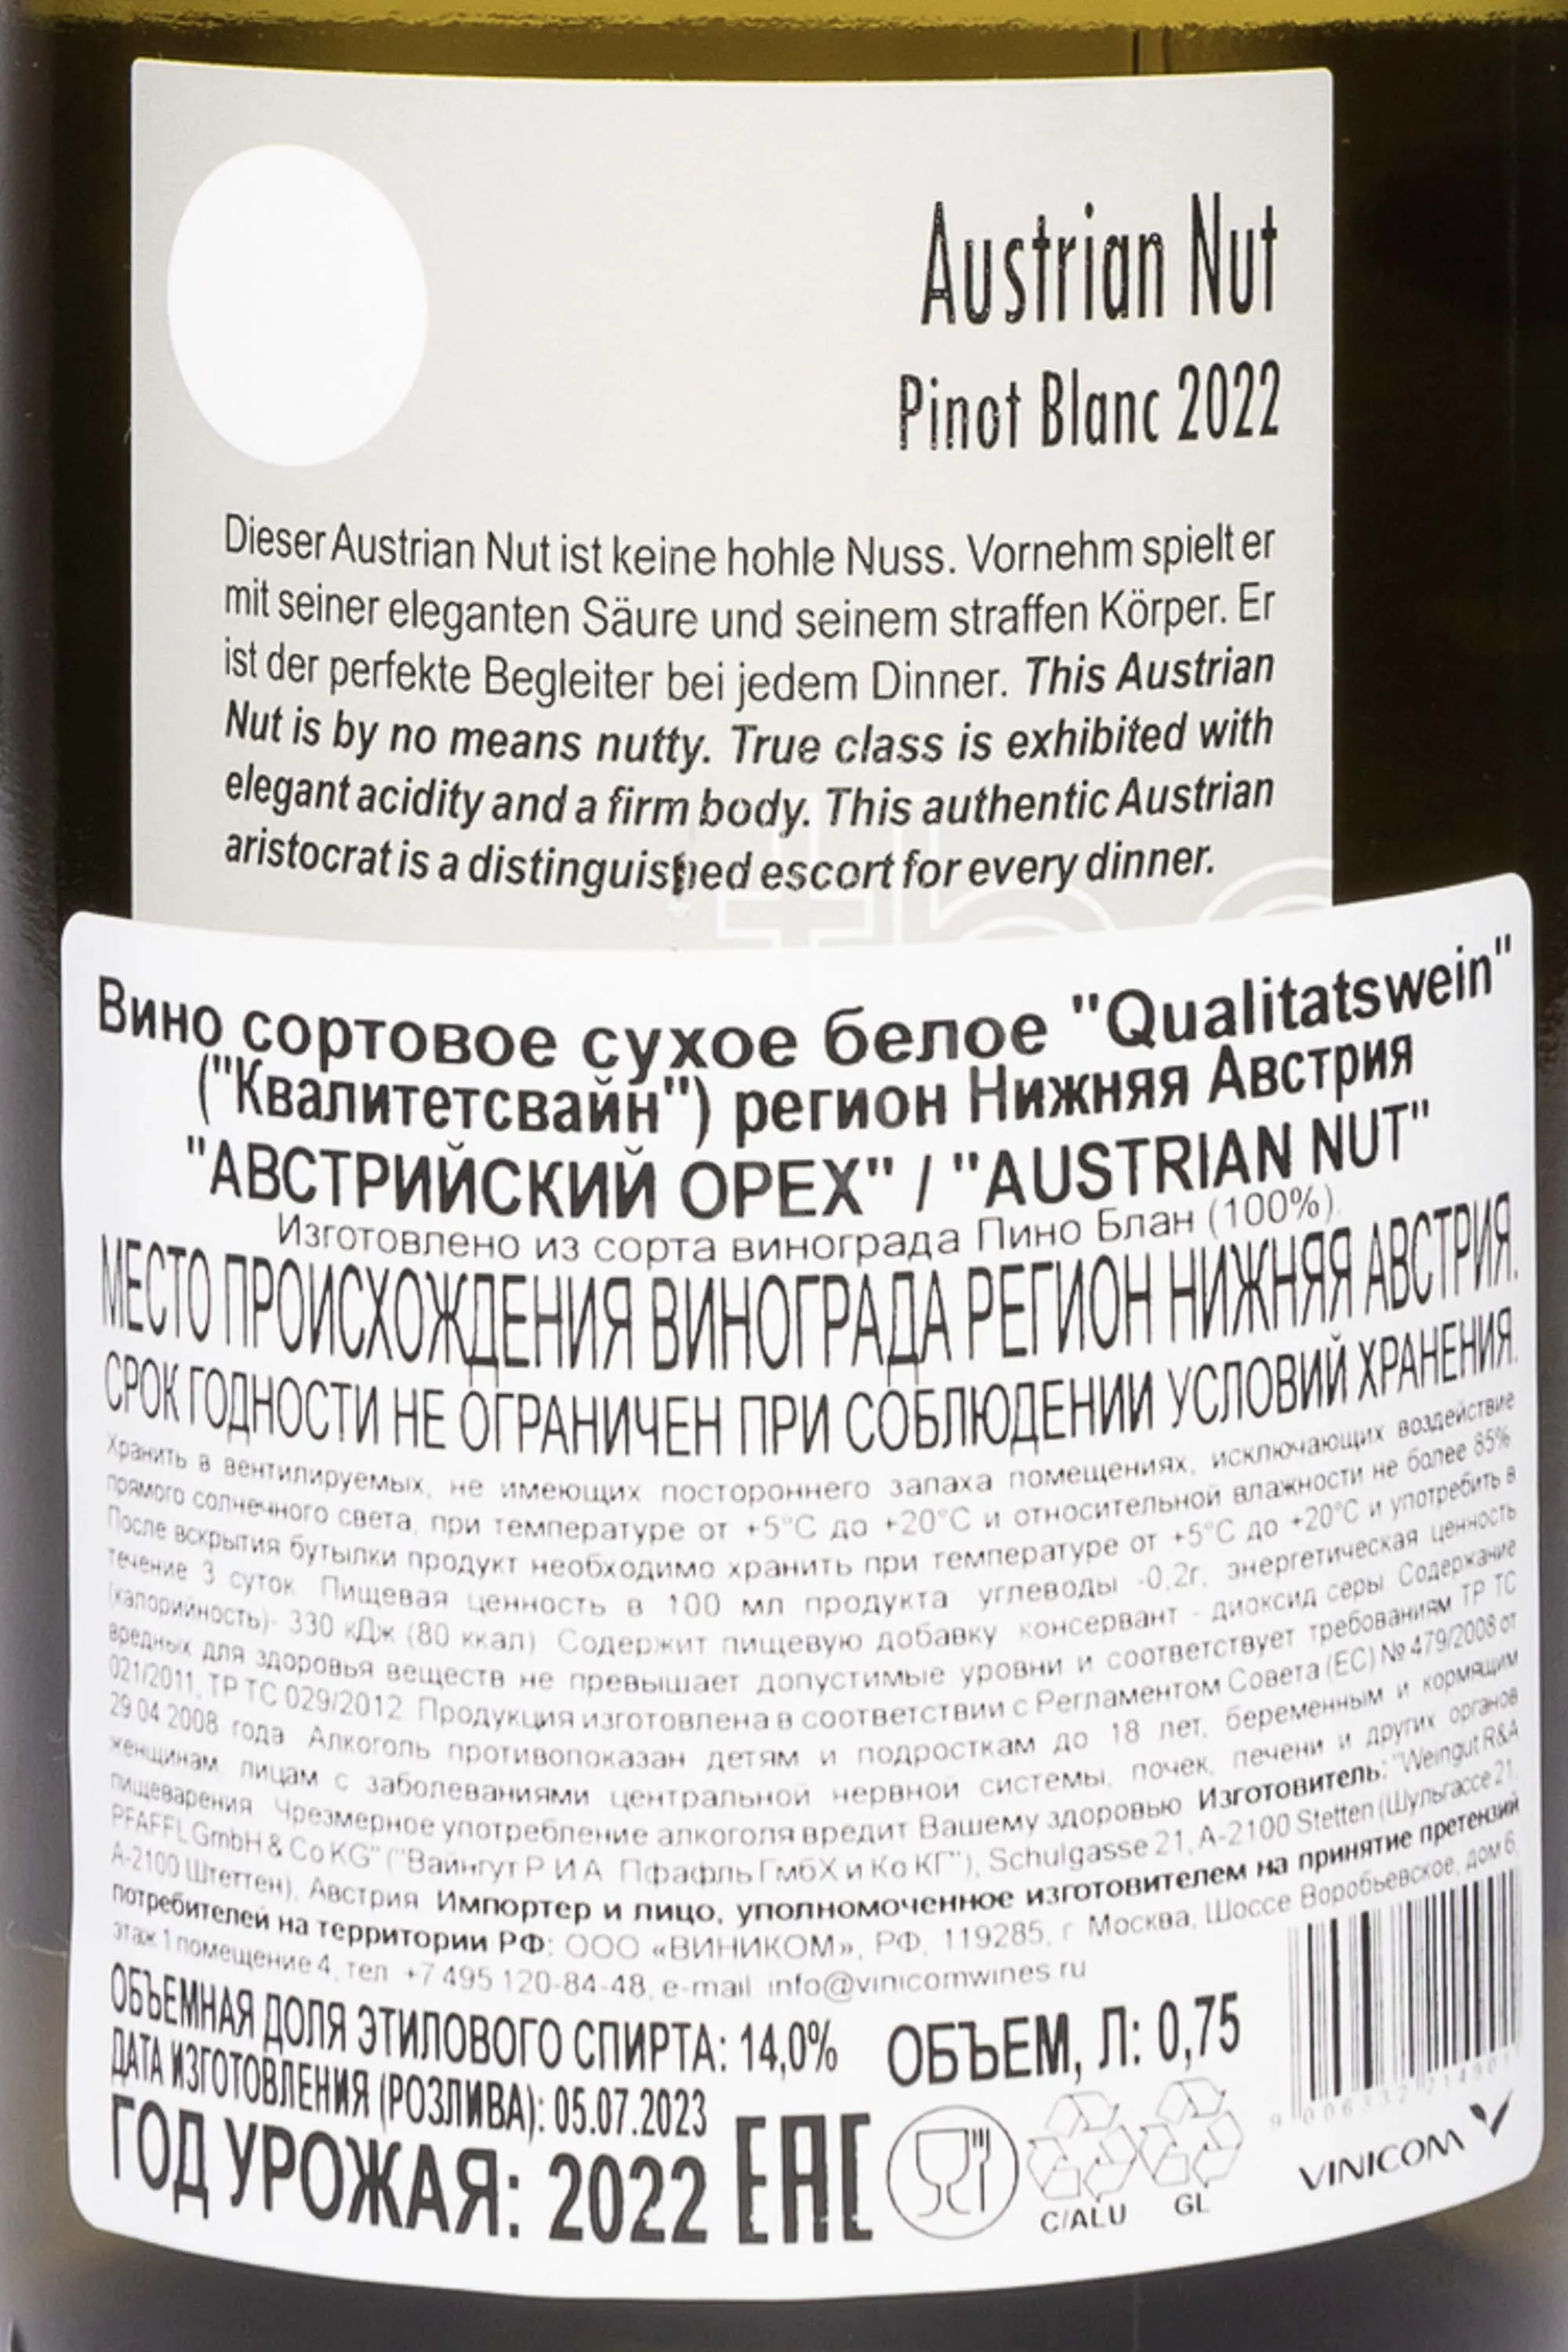 Austrian Nut
Pinot Blanc 2022
Dieser Austrian Nut ist keine hohle Nuss. Vornehm spielt er
mit seiner eleganten Säure und seinem straffen Körper. Er
ist der perfekte Begleiter bei jedem Dinner. This Austrian
Nut is by no means nutty. True class is exhibited with
elegant acidity and a firm body. This authentic Austrian
aristocrat is a distinguished escort for every dinner.
Вино сортовое сухое белое "Qualitatswein"
("Квалитетсвайн") регион Нижняя Австрия
"АВСТРИЙСКИЙ ОРЕХ" / "AUSTRIAN NUT"
Изготовлено из сорта винограда Пино Блан (100%).
МЕСТО ПРОИСХОЖДЕНИЯ ВИНОГРАДА РЕГИОН НИЖНЯЯ АВСТРИЯ.
СРОК ГОДНОСТИ НЕ ОГРАНИЧЕН ПРИ СОБЛЮДЕНИИ УСЛОВИЙ ХРАНЕНИЯ.
Хранить в вентилируемых, не имеющих постороннего запаха помещениях, исключающих воздействие
прямого солнечного света, при температуре от +5°C до +20°C и относительной влажности не более 85%
После вскрытия бутылки продукт необходимо хранить при температуре от +5°C до +20°C и употребить в
течение 3 суток. Пищевая ценность в 100 мл продукта углеводы -0,2г, энергетическая ценность
(калорийность)- 330 кДж (80 ккал) Содержит пищевую добавку консервант - диоксид серы Содержание
вредных для здоровья веществ не превышает допустимые уровни и соответствует требованиям ТР ТС
021/2011, ТР ТС 029/2012 Продукция изготовлена в соответствии с Регламентом Совета (ЕС) № 479/2008 от
29.04.2008 года Алкоголь противопоказан детям и подросткам до 18 лет, беременным и кормящим
женщинам, лицам с заболеваниями центральной нервной системы, почек, печени и других органов
пищеварения Чрезмерное употребление алкоголя вредит Вашему здоровью Изготовитель: "Weingut R&A
PFAFFL GmbH & Co KG" ("Вайнгут Р И А Пфафль ГмбХ и Ко КГ"), Schulgasse 21, A-2100 Stetten (Шульгассе 21,
А-2100 Штеттен), Австрия Импортер и лицо, уполномоченное изготовителем на принятие претензий
потребителей на территории РФ: ООО «ВИНИКОМ», РФ, 119285, г Москва, Шоссе Воробьевское, дом 6,
этаж 1 помещение 4, тел +7 495 120-84-48, e-mail info@vinicomwines.ru
ОБЪЕМНАЯ ДОЛЯ ЭТИЛОВОГО СПИРТА: 14,0% ОБЪЕМ, Л: 0,75
ДАТА ИЗГОТОВЛЕНИЯ (РОЗЛИВА): 05.07.2023
ГОД УРОЖАЯ: 2022 EAC
C/ALU GL
VINICOM